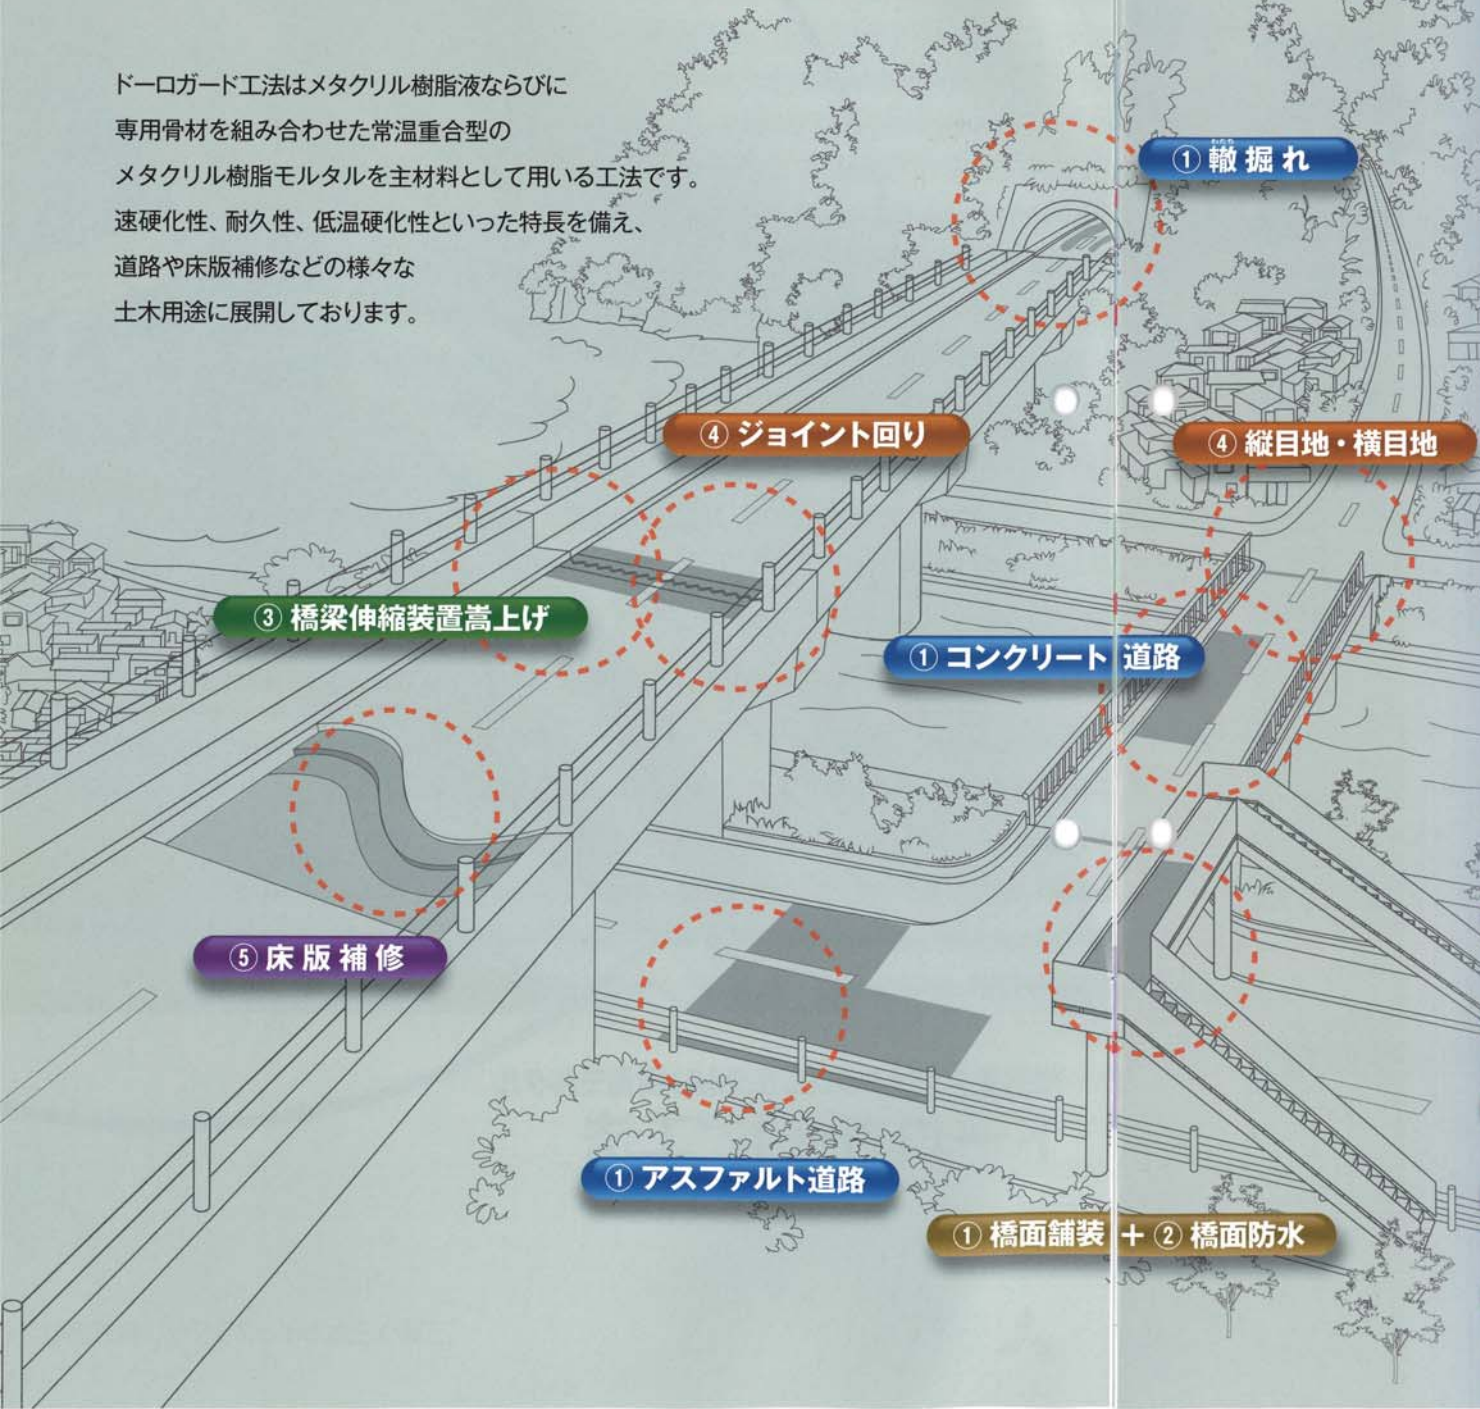 ドーロガード工法はメタクリル樹脂液ならびに
専用骨材を組み合わせた常温重合型の
メタクリル樹脂モルタルを主材料として用いる工法です。
速硬化性、耐久性、低温硬化性といった特長を備え、
道路や床版補修などの様々な
土木用途に展開しております。
わだち
① 轍掘れ
④ ジョイント回り
④ 縦目地・横目地
③ 橋梁伸縮装置嵩上げ
① コンクリート道路
⑤ 床版補修
① アスファルト道路
① 橋面舗装 + ② 橋面防水